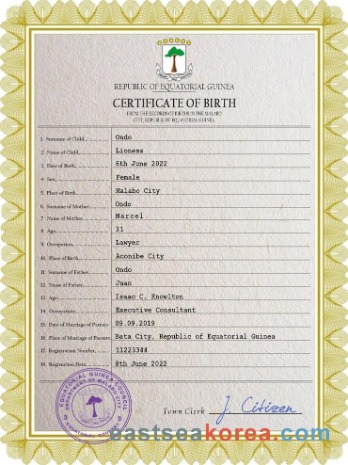 REPUBLIC OF EQUATORIAL GUINEA
CERTIFICATE OF BIRTH
FROM THE RECORDS OF BIRTHS IN THE MALABO
CITY, REPUBLIC OF EQUATORIAL GUINEA
1. Surname of Child Ondo
2. Name of Child Lioness
3. Date of Birth 6th June 2022
4. Sex Female
5. Place of Birth Malabo City
6. Surname of Mother Ondo
7. Name of Mother Marcel
8. Age 31
9. Occupation Lawyer
10. Place of Birth Aconibe City
11. Surname of Father Ondo
12. Name of Father Juan
13. Age Isaac C. Knowlton
14. Occupation Executive Consultant
15. Date of Marriage of Parents 09.09.2019
16. Place of Marriage of Parents Bata City, Republic of Equatorial Guinea
17. Registration Number 11223344
18. Registration Date 8th June 2022
EQUATORIAL GUINEA COUNCIL
DEPARTMENT OF MALABO CITY
Town Clerk J. Citizen
eastseakorea.com